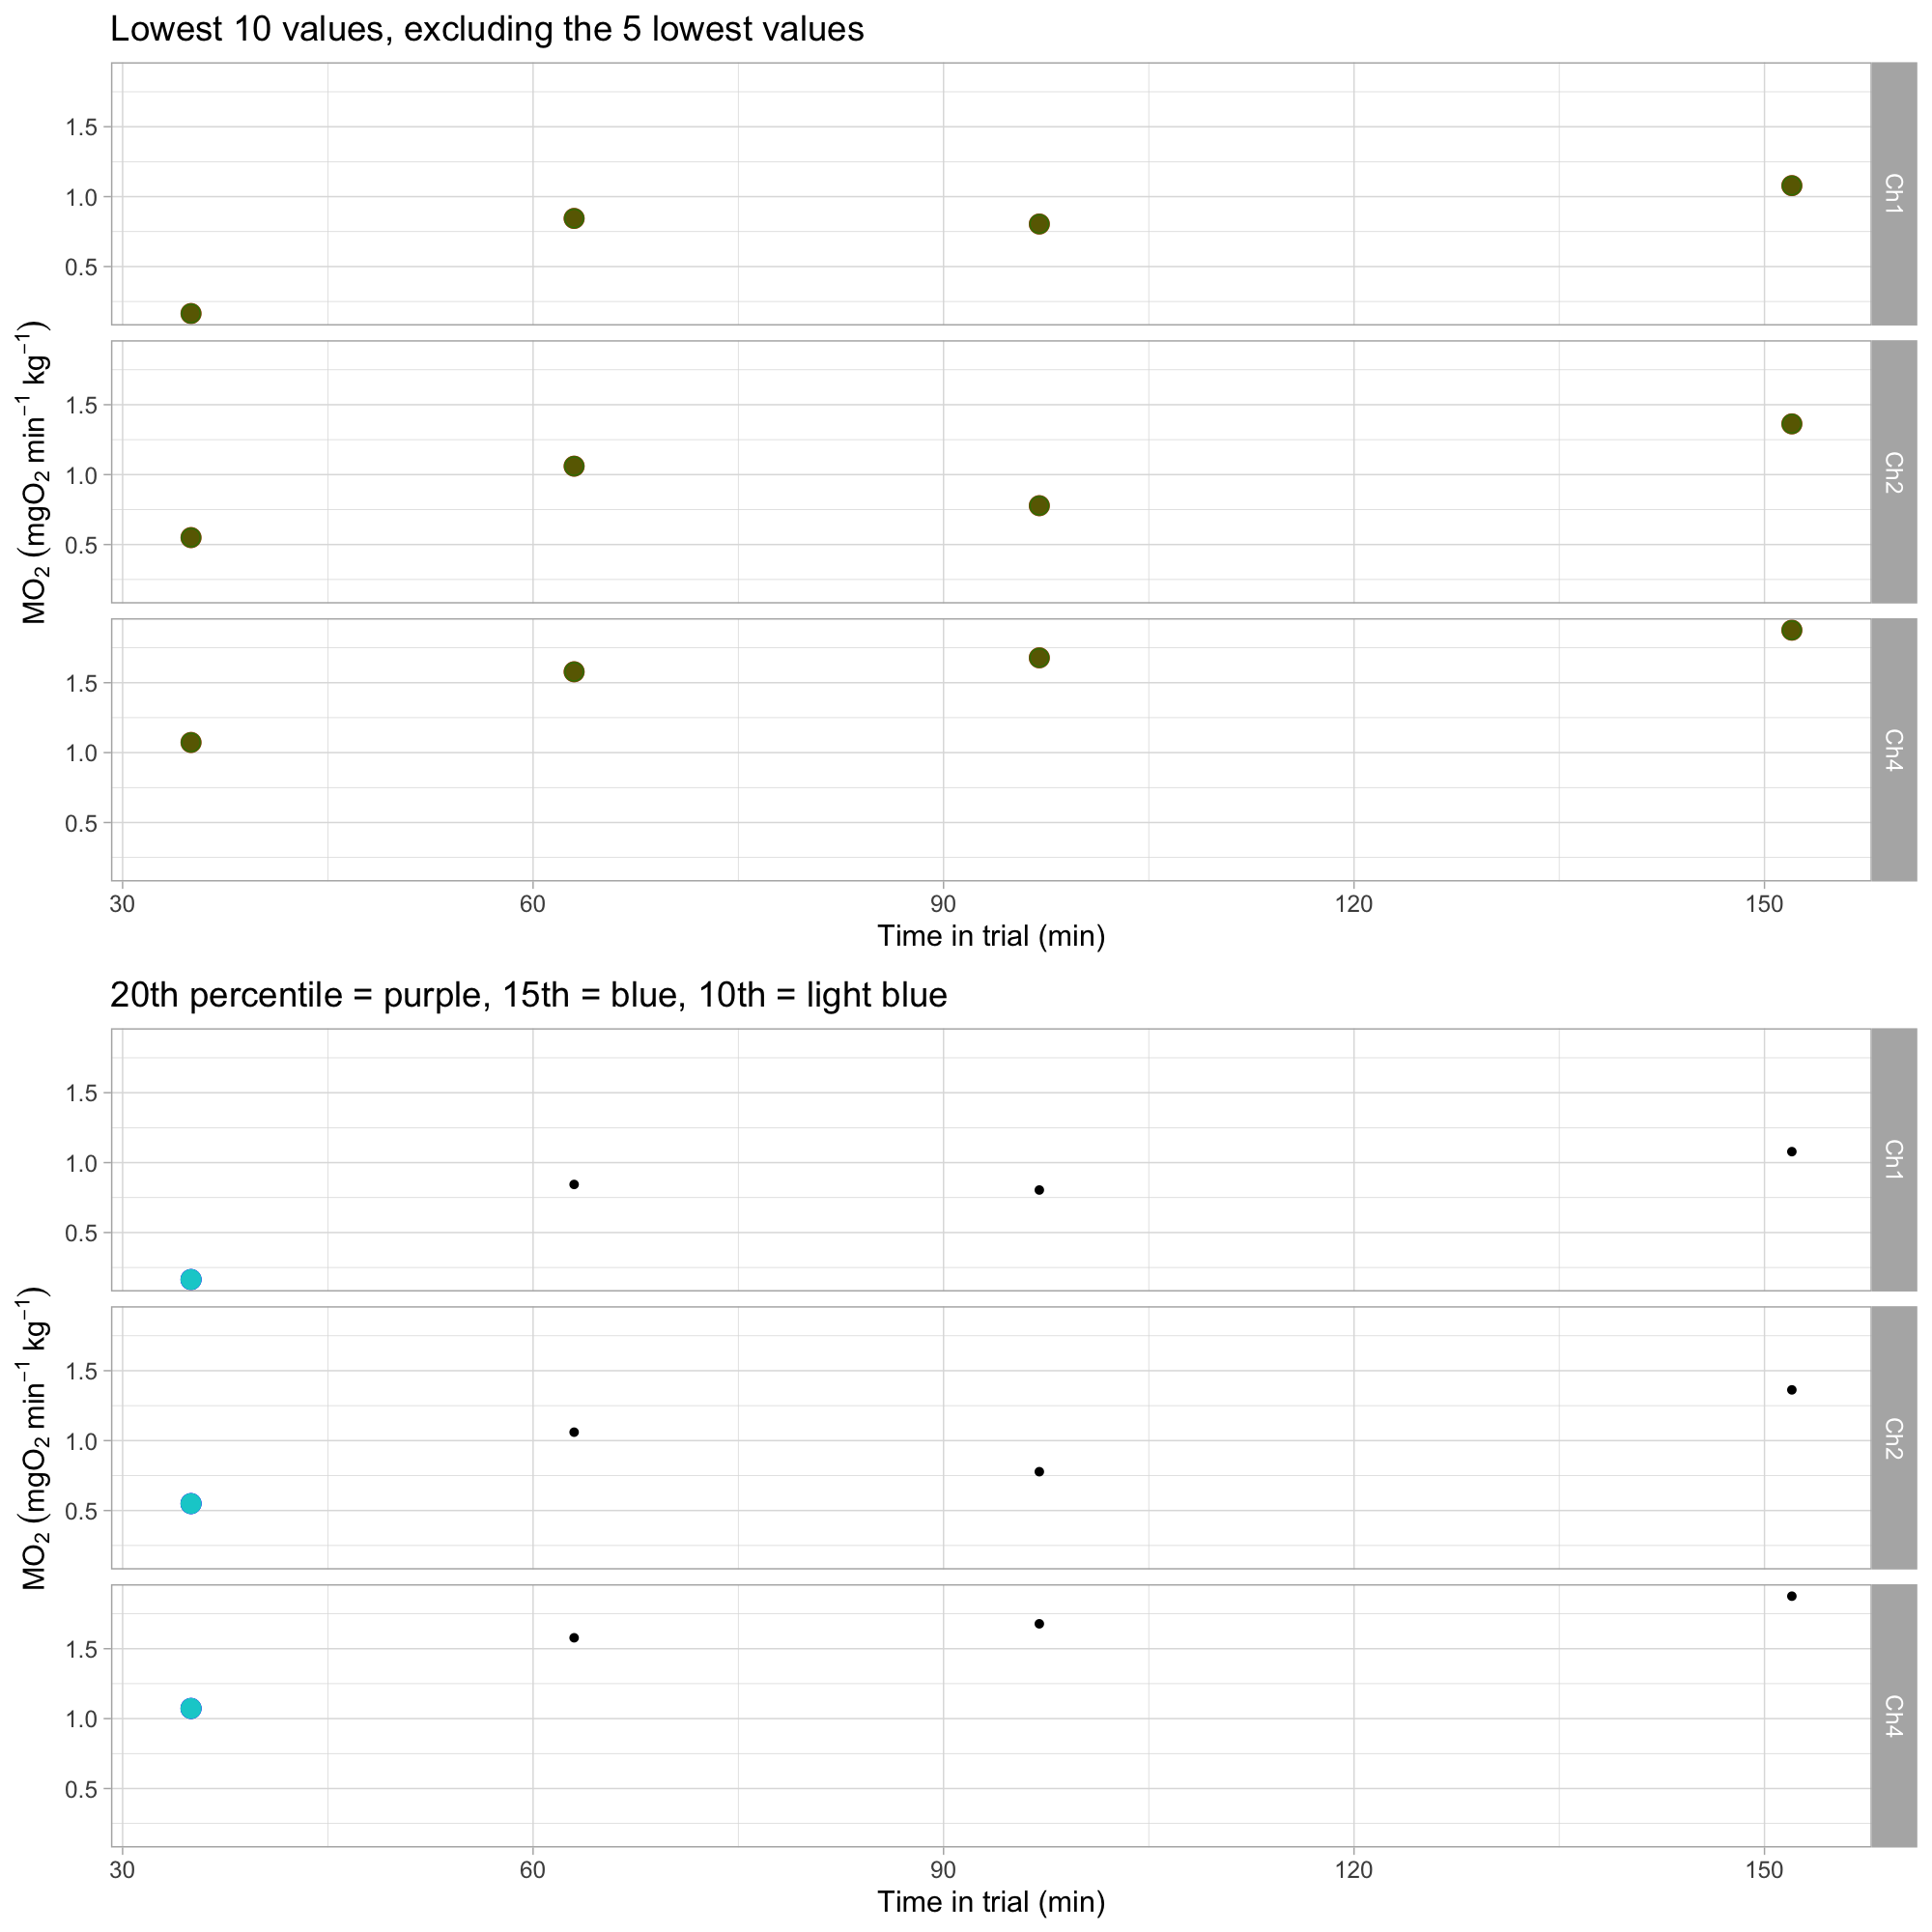 Lowest 10 values, excluding the 5 lowest values
MO₂ (mgO₂ min⁻¹ kg⁻¹)
1.5
1.0
0.5
Ch1
1.5
1.0
0.5
Ch2
1.5
1.0
0.5
Ch4
30 60 90 120 150
Time in trial (min)
20th percentile = purple, 15th = blue, 10th = light blue
MO₂ (mgO₂ min⁻¹ kg⁻¹)
1.5
1.0
0.5
Ch1
1.5
1.0
0.5
Ch2
1.5
1.0
0.5
Ch4
30 60 90 120 150
Time in trial (min)